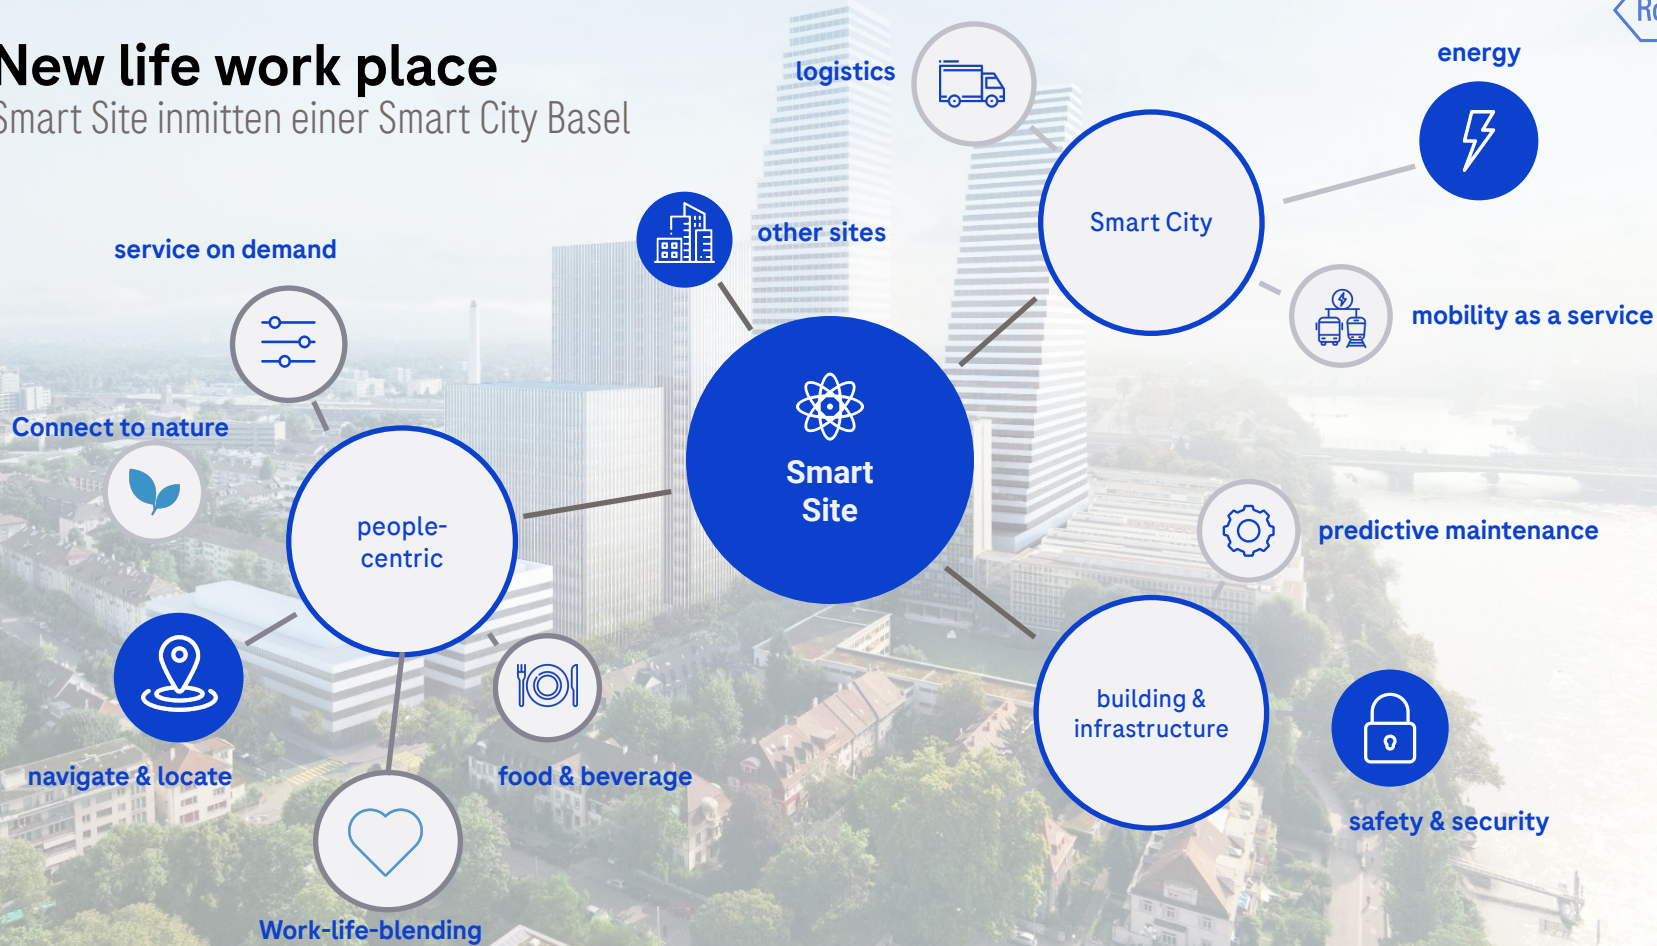 New life work place
Smart Site inmitten einer Smart City Basel
logistics
energy
Smart City
other sites
service on demand
mobility as a service
Connect to nature
Smart
Site
people-
centric
predictive maintenance
building &
infrastructure
navigate & locate
food & beverage
safety & security
Work-life-blending